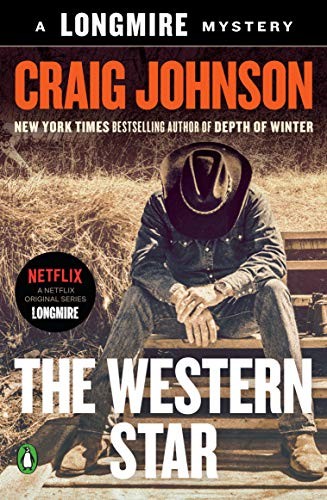 A LONGMIRE MYSTERY
CRAIG JOHNSON
NEW YORK TIMES BESTSELLING AUTHOR OF DEPTH OF WINTER
NETFLIX
A NETFLIX
ORIGINAL SERIES
LONGMIRE
THE WESTERN
STAR